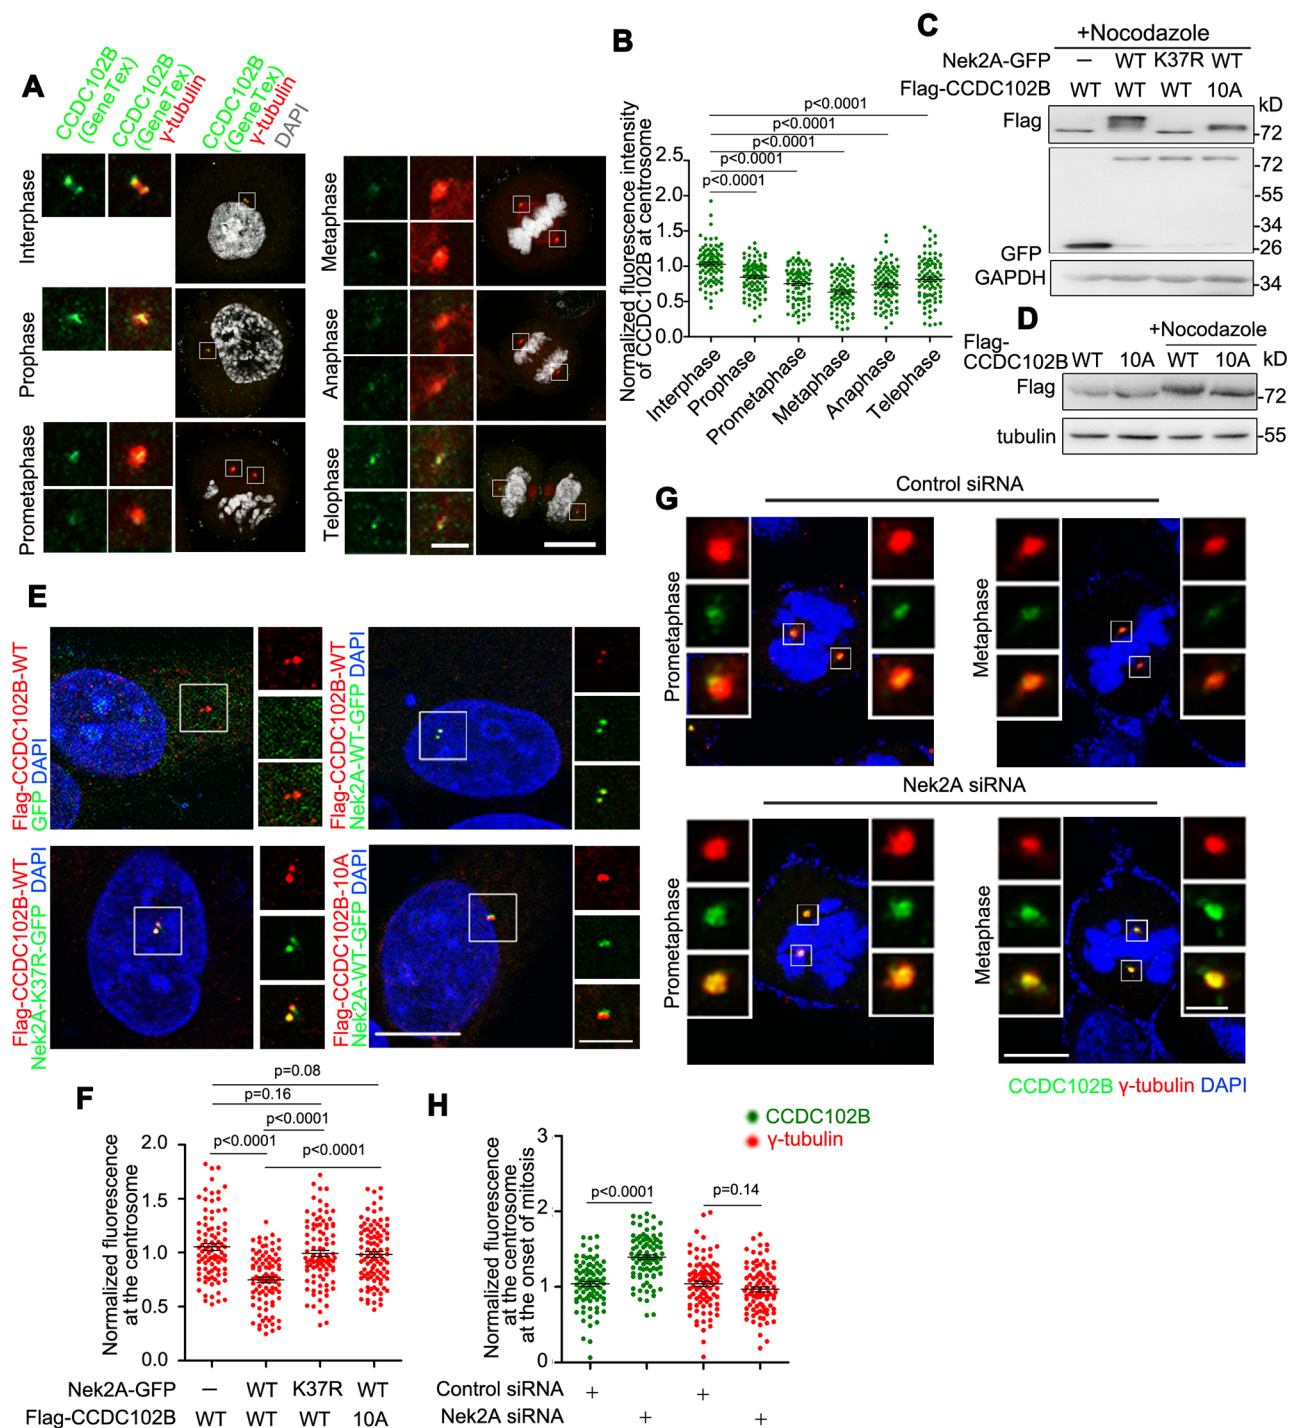 A
CCDC102B
(GeneTex)
CCDC102B
(GeneTex)
γ-tubulin
CCDC102B
(GeneTex)
γ-tubulin
DAPI
Interphase
Prophase
Prometaphase
Metaphase
Anaphase
Telophase
B
Normalized fluorescence intensity
of CCDC102B at centrosome
p<0.0001
p<0.0001
p<0.0001
p<0.0001
p<0.0001
2.5
1.5
1.0
0.5
0.0
Interphase
Prophase
Prometaphase
Metaphase
Anaphase
Telephase
C
+Nocodazole
Nek2A-GFP – WT K37R WT
Flag-CCDC102B WT WT WT 10A
kD
Flag
-72
-72
-55
-34
-26
GFP
GAPDH
-34
D
+Nocodazole
Flag-
CCDC102B WT 10A WT 10A kD
Flag
-72
tubulin
-55
E
Flag-CCDC102B-WT
GFP DAPI
Flag-CCDC102B-WT
Nek2A-WT-GFP DAPI
Flag-CCDC102B-WT
Nek2A-K37R-GFP DAPI
Flag-CCDC102B-10A
Nek2A-WT-GFP DAPI
F
Normalized fluorescence
at the centrosome
p=0.08
p=0.16
p<0.0001
p<0.0001
p<0.0001
2.0
1.5
1.0
0.5
0.0
Nek2A-GFP – WT K37R WT
Flag-CCDC102B WT WT WT 10A
G
Control siRNA
Prometaphase
Metaphase
Nek2A siRNA
Prometaphase
Metaphase
CCDC102B γ-tubulin DAPI
H
CCDC102B
γ-tubulin
Normalized fluorescence
at the centrosome
at the onset of mitosis
p<0.0001
p=0.14
3
2
1
0
Control siRNA + +
Nek2A siRNA + +